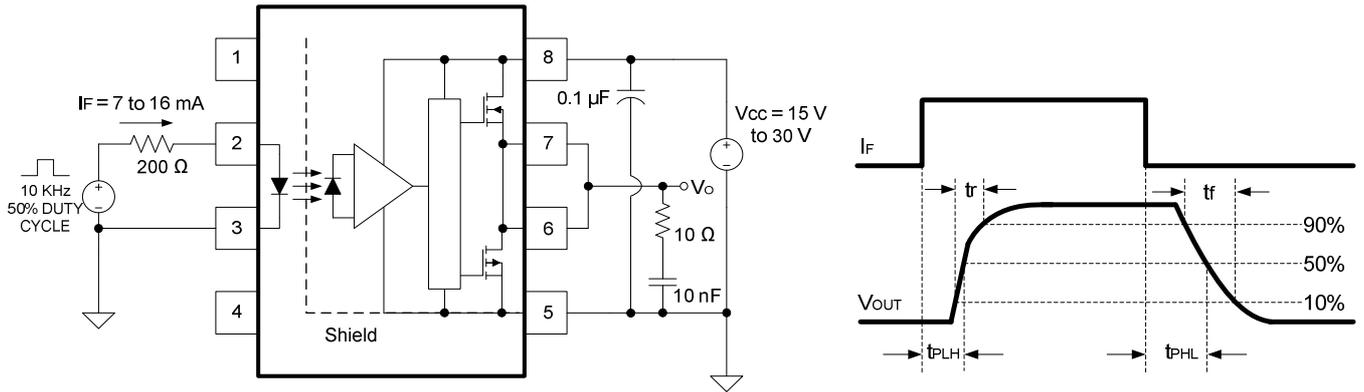 1
2
3
4
8
7
6
5
IF = 7 to 16 mA
200 Ω
10 KHz
50% DUTY
CYCLE
Shield
0.1 µF
VCC = 15 V
to 30 V
VO
10 Ω
10 nF
IF
tr
tf
90%
50%
10%
VOUT
tPLH
tPHL